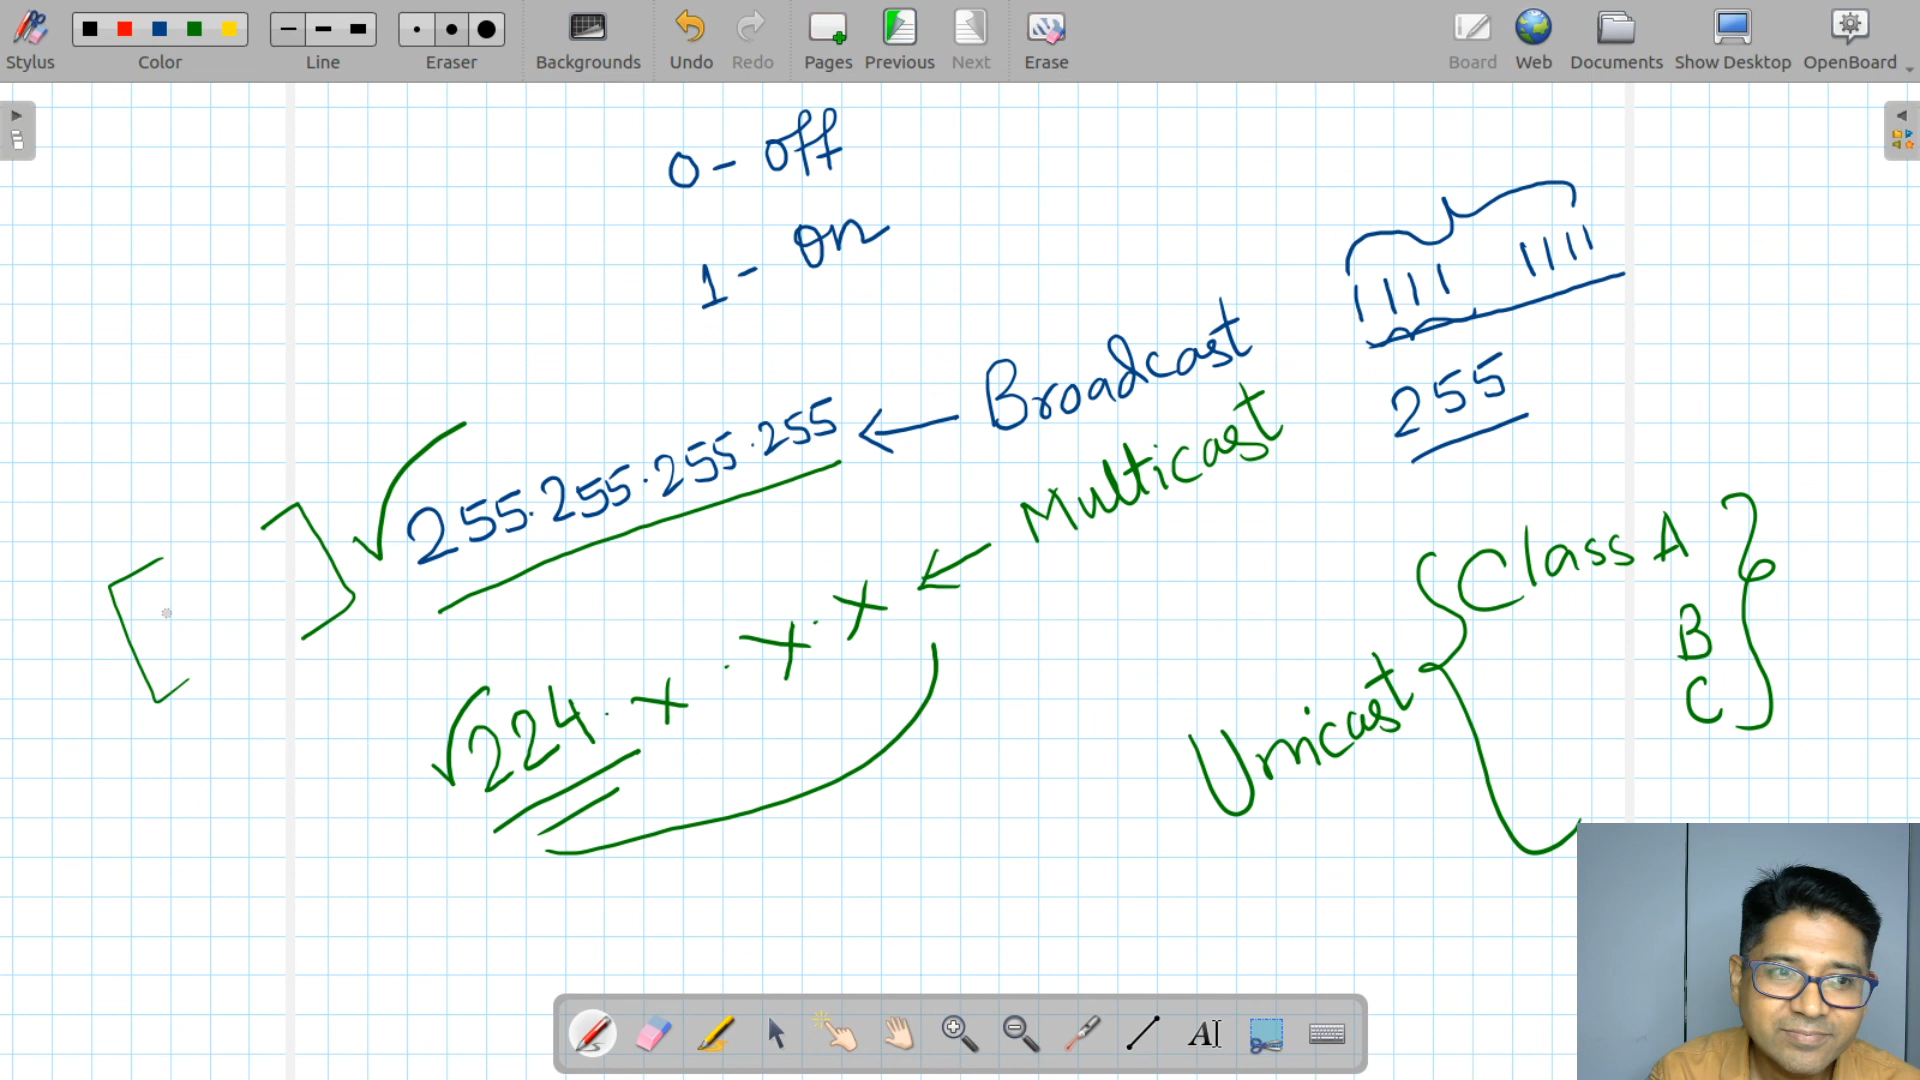 Stylus
Color
Line
Eraser
Backgrounds
Undo
Redo
Pages
Previous
Next
Erase
Board
Web
Documents
Show Desktop
OpenBoard
0 - off
1 - on
1111 1111
255
255.255.255.255 ← Broadcast
224. x . x . x ← Multicast
Unicast { Class A }
B
C
AI